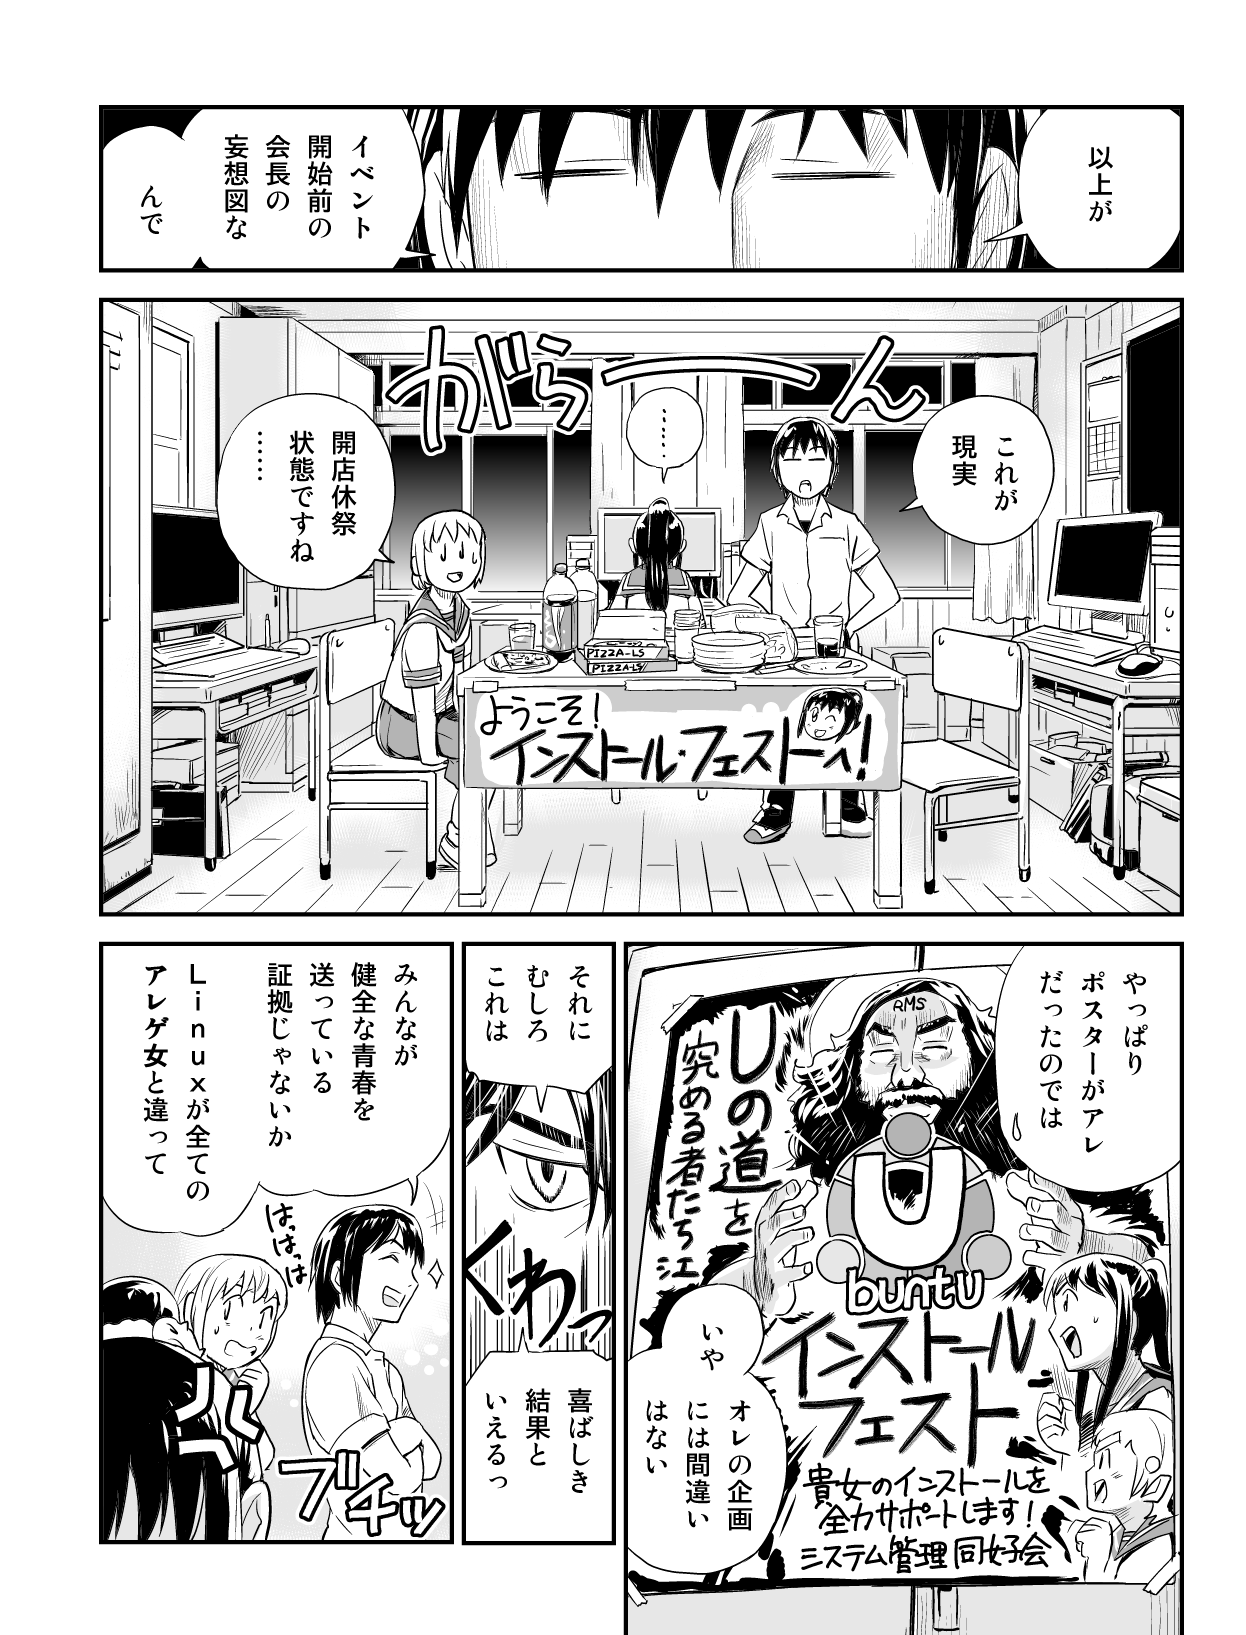 以上が
イベント
開始前の
会長の
妄想図な
んで
がらーーん
これが
現実
……
開店休祭
状態ですね
……
PIZZA-LS
PIZZA-LS
ようこそ!
インストール・フェストへ!
やっぱり
ポスターがアレ
だったのでは
RMS
Uの道を
究める者たち江
U
buntu
インストール
フェスト
貴女のインストールを
全力サポートします!
システム管理同好会
いや
オレの企画
には間違い
はない
それに
むしろ
これは
くわっ
喜ばしき
結果と
いえるっ
みんなが
健全な青春を
送っている
証拠じゃないか
Linuxが全ての
アレゲ女と違って
はっはっは
ブチッ